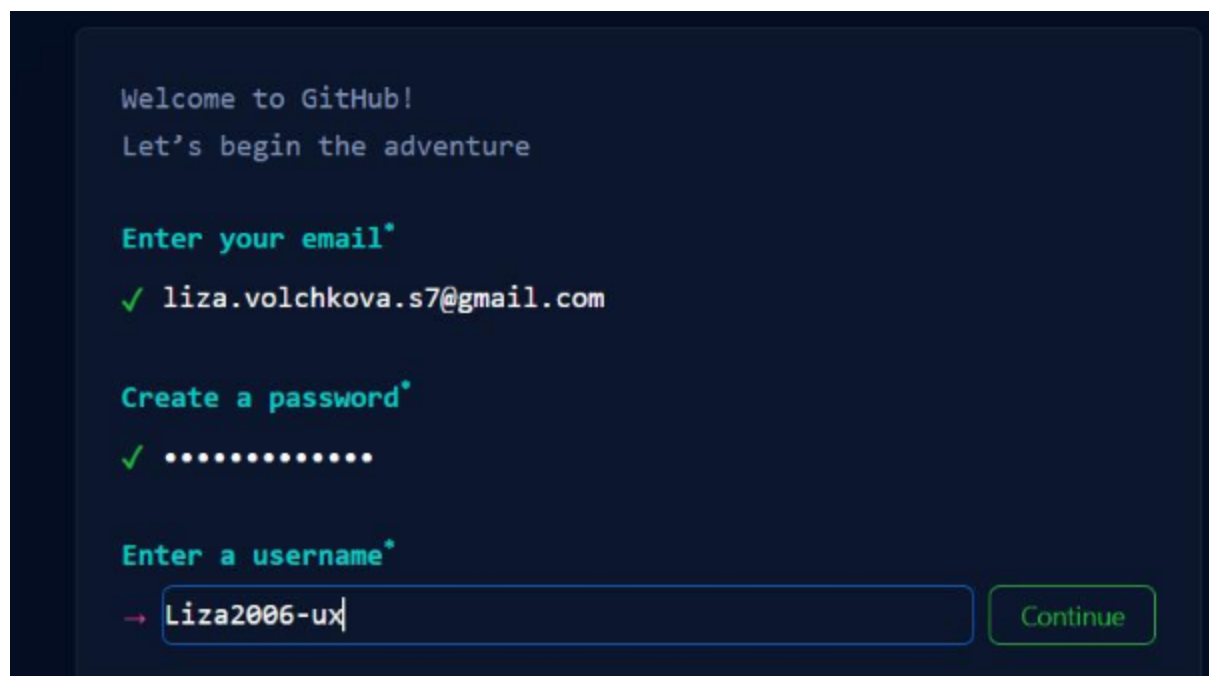 Welcome to GitHub!
Let’s begin the adventure
Enter your email*
✓ liza.volchkova.s7@gmail.com
Create a password*
✓ •••••••••••••
Enter a username*
→ Liza2006-ux Continue